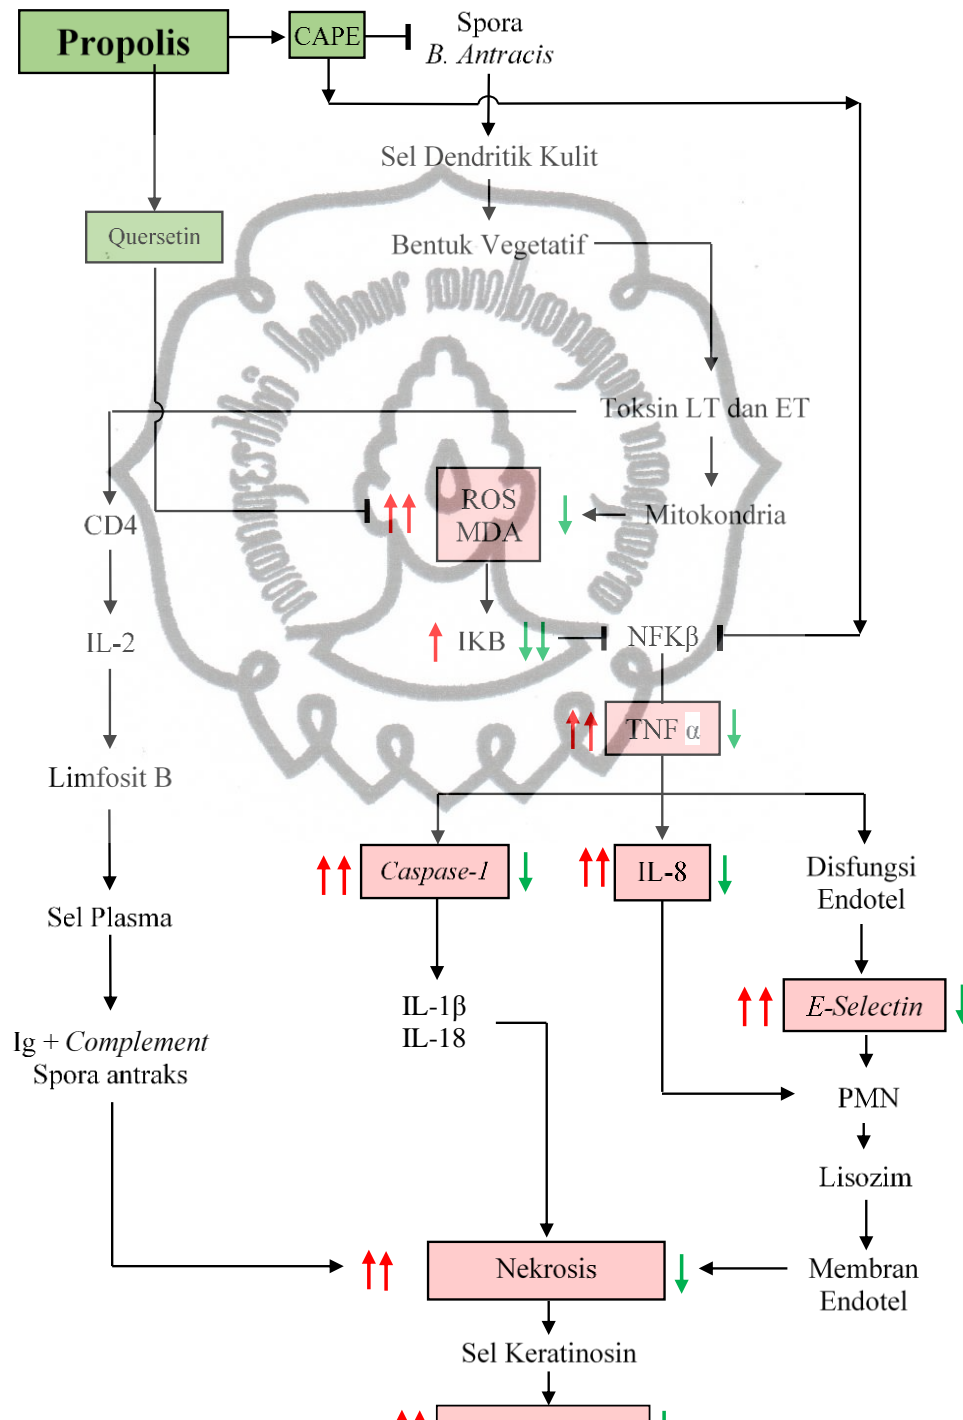 Propolis
CAPE
Spora
B. Antracis
Sel Dendritik Kulit
Quersetin
Bentuk Vegetatif
Toksin LT dan ET
CD4
ROS
MDA
Mitokondria
IL-2
IKB
NFKβ
TNF α
Limfosit B
Caspase-1
IL-8
Disfungsi
Endotel
Sel Plasma
IL-1β
IL-18
E-Selectin
Ig + Complement
Spora antraks
PMN
Lisozim
Nekrosis
Membran
Endotel
Sel Keratinosin